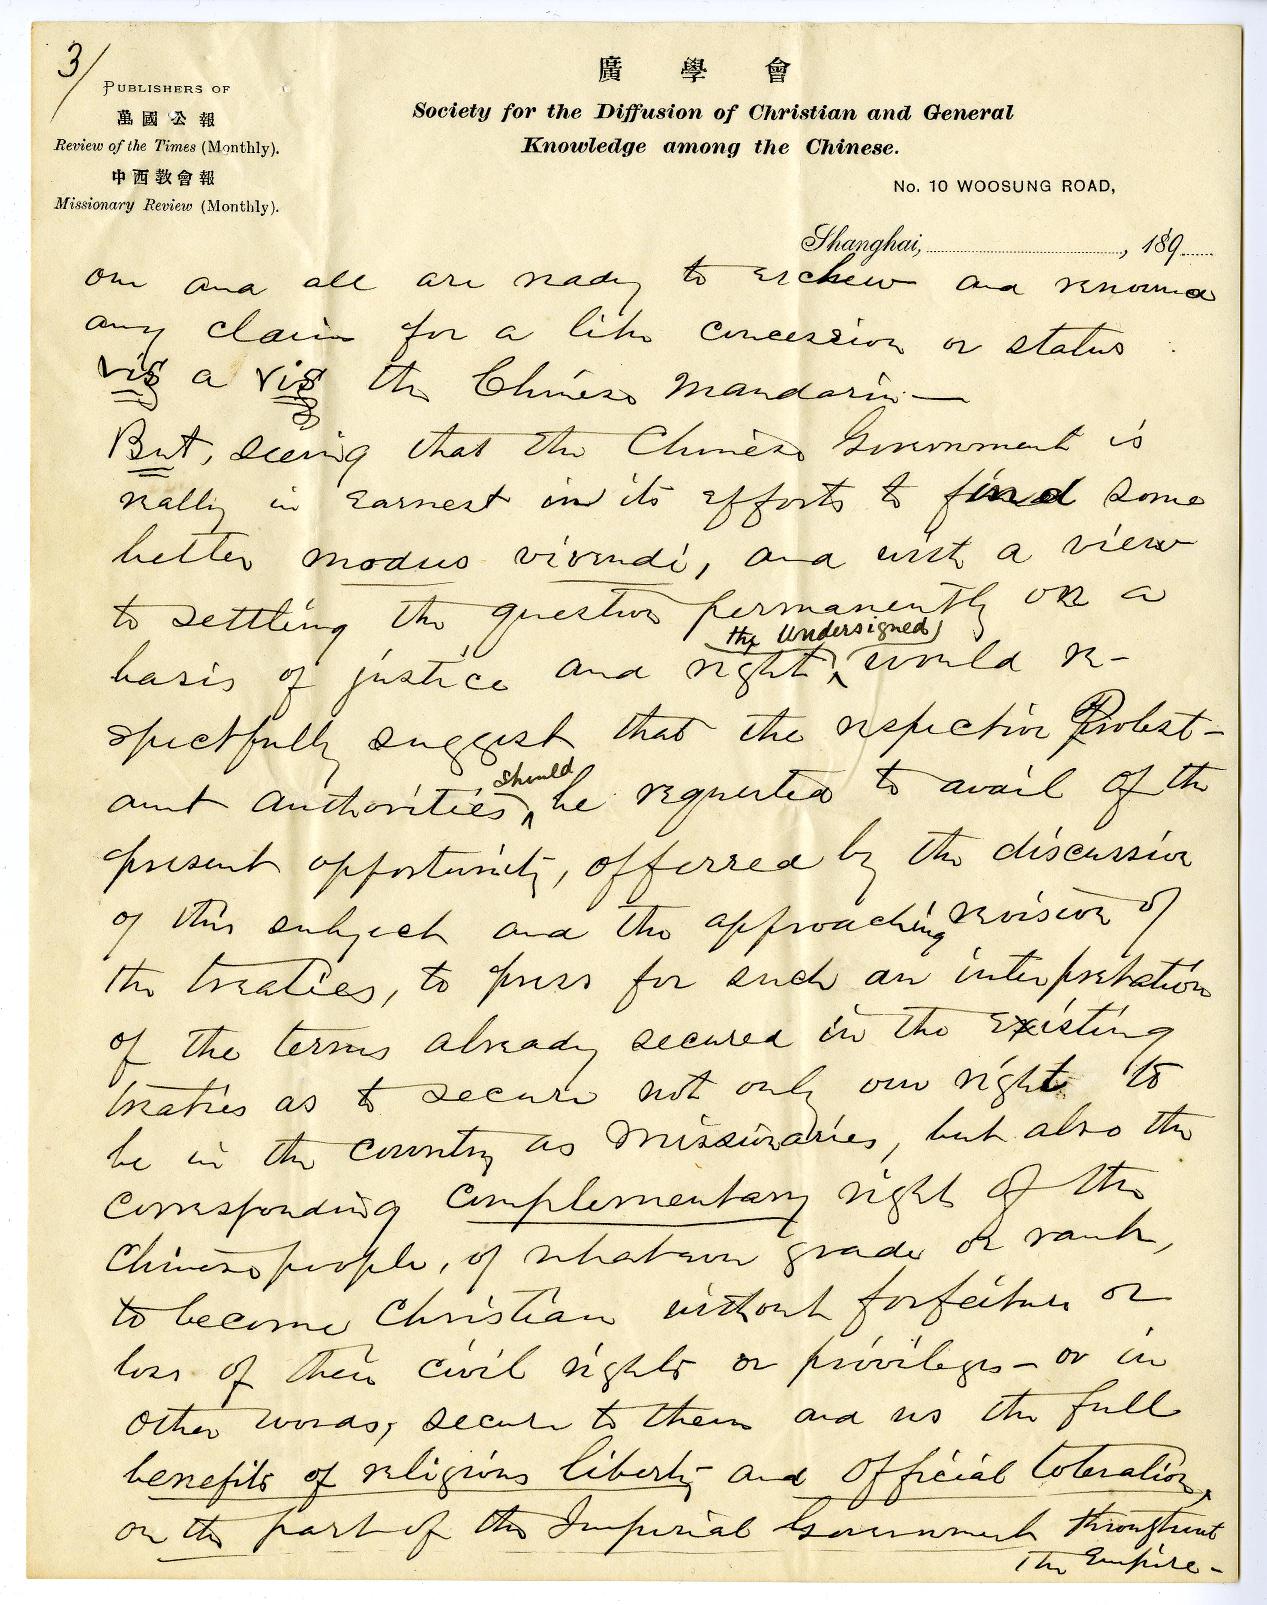 3/
PUBLISHERS OF
萬國公報
Review of the Times (Monthly).
中西教會報
Missionary Review (Monthly).
廣學會
Society for the Diffusion of Christian and General
Knowledge among the Chinese.
No. 10 WOOSUNG ROAD,
Shanghai, , 189
one and all are ready to eschew and renounce
any claim for a like concession or status
vis a vis the Chinese Mandarin —
But, seeing that the Chinese Government is
really in earnest in its efforts to find some
better modus vivendi, and with a view
to settling the question permanently on a
basis of justice and right, the Undersigned would re-
spectfully suggest that the respective Protest-
ant authorities should be requested to avail of the
present opportunity, offerred by the discussion
of this subject and the approaching revision of
the treaties, to press for such an interpretation
of the terms already secured in the existing
treaties as to secure not only our right to
be in the country as Missionaries, but also the
corresponding complementary right of the
Chinese people, of whatever grade or rank,
to become Christian without forfeiture or
loss of their civil rights or privileges – or in
other words, secure to them and us the full
benefits of religious liberty and official toleration,
on the part of the Imperial Government throughout
the Empire –